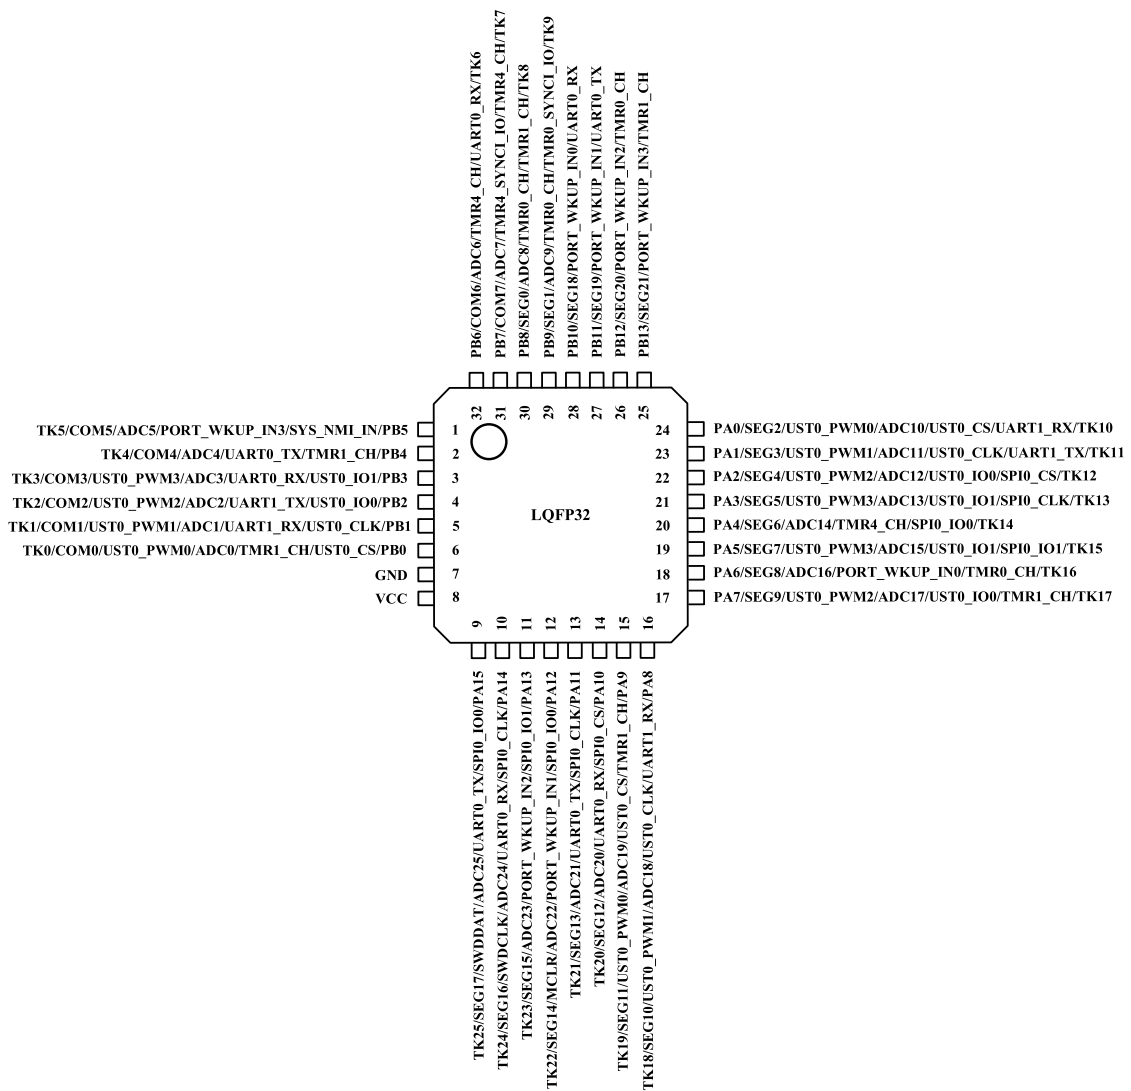 PB6/COM6/ADC6/TMR4_CH/UART0_RX/TK6
PB7/COM7/ADC7/TMR4_SYNCI_IO/TMR4_CH/TK7
PB8/SEG0/ADC8/TMR0_CH/TMR1_CH/TK8
PB9/SEG1/ADC9/TMR0_CH/TMR0_SYNCI_IO/TK9
PB10/SEG18/PORT_WKUP_IN0/UART0_RX
PB11/SEG19/PORT_WKUP_IN1/UART0_TX
PB12/SEG20/PORT_WKUP_IN2/TMR0_CH
PB13/SEG21/PORT_WKUP_IN3/TMR1_CH
32
31
30
29
28
27
26
25
TK5/COM5/ADC5/PORT_WKUP_IN3/SYS_NMI_IN/PB5
1
TK4/COM4/ADC4/UART0_TX/TMR1_CH/PB4
2
TK3/COM3/UST0_PWM3/ADC3/UART0_RX/UST0_IO1/PB3
3
TK2/COM2/UST0_PWM2/ADC2/UART1_TX/UST0_IO0/PB2
4
TK1/COM1/UST0_PWM1/ADC1/UART1_RX/UST0_CLK/PB1
5
TK0/COM0/UST0_PWM0/ADC0/TMR1_CH/UST0_CS/PB0
6
GND
7
VCC
8
LQFP32
24
PA0/SEG2/UST0_PWM0/ADC10/UST0_CS/UART1_RX/TK10
23
PA1/SEG3/UST0_PWM1/ADC11/UST0_CLK/UART1_TX/TK11
22
PA2/SEG4/UST0_PWM2/ADC12/UST0_IO0/SPI0_CS/TK12
21
PA3/SEG5/UST0_PWM3/ADC13/UST0_IO1/SPI0_CLK/TK13
20
PA4/SEG6/ADC14/TMR4_CH/SPI0_IO0/TK14
19
PA5/SEG7/UST0_PWM3/ADC15/UST0_IO1/SPI0_IO1/TK15
18
PA6/SEG8/ADC16/PORT_WKUP_IN0/TMR0_CH/TK16
17
PA7/SEG9/UST0_PWM2/ADC17/UST0_IO0/TMR1_CH/TK17
9
10
11
12
13
14
15
16
TK25/SEG17/SWDDAT/ADC25/UART0_TX/SPI0_IO0/PA15
TK24/SEG16/SWDCLK/ADC24/UART0_RX/SPI0_CLK/PA14
TK23/SEG15/ADC23/PORT_WKUP_IN2/SPI0_IO1/PA13
TK22/SEG14/MCLR/ADC22/PORT_WKUP_IN1/SPI0_IO0/PA12
TK21/SEG13/ADC21/UART0_TX/SPI0_CLK/PA11
TK20/SEG12/ADC20/UART0_RX/SPI0_CS/PA10
TK19/SEG11/UST0_PWM0/ADC19/UST0_CS/TMR1_CH/PA9
TK18/SEG10/UST0_PWM1/ADC18/UST0_CLK/UART1_RX/PA8